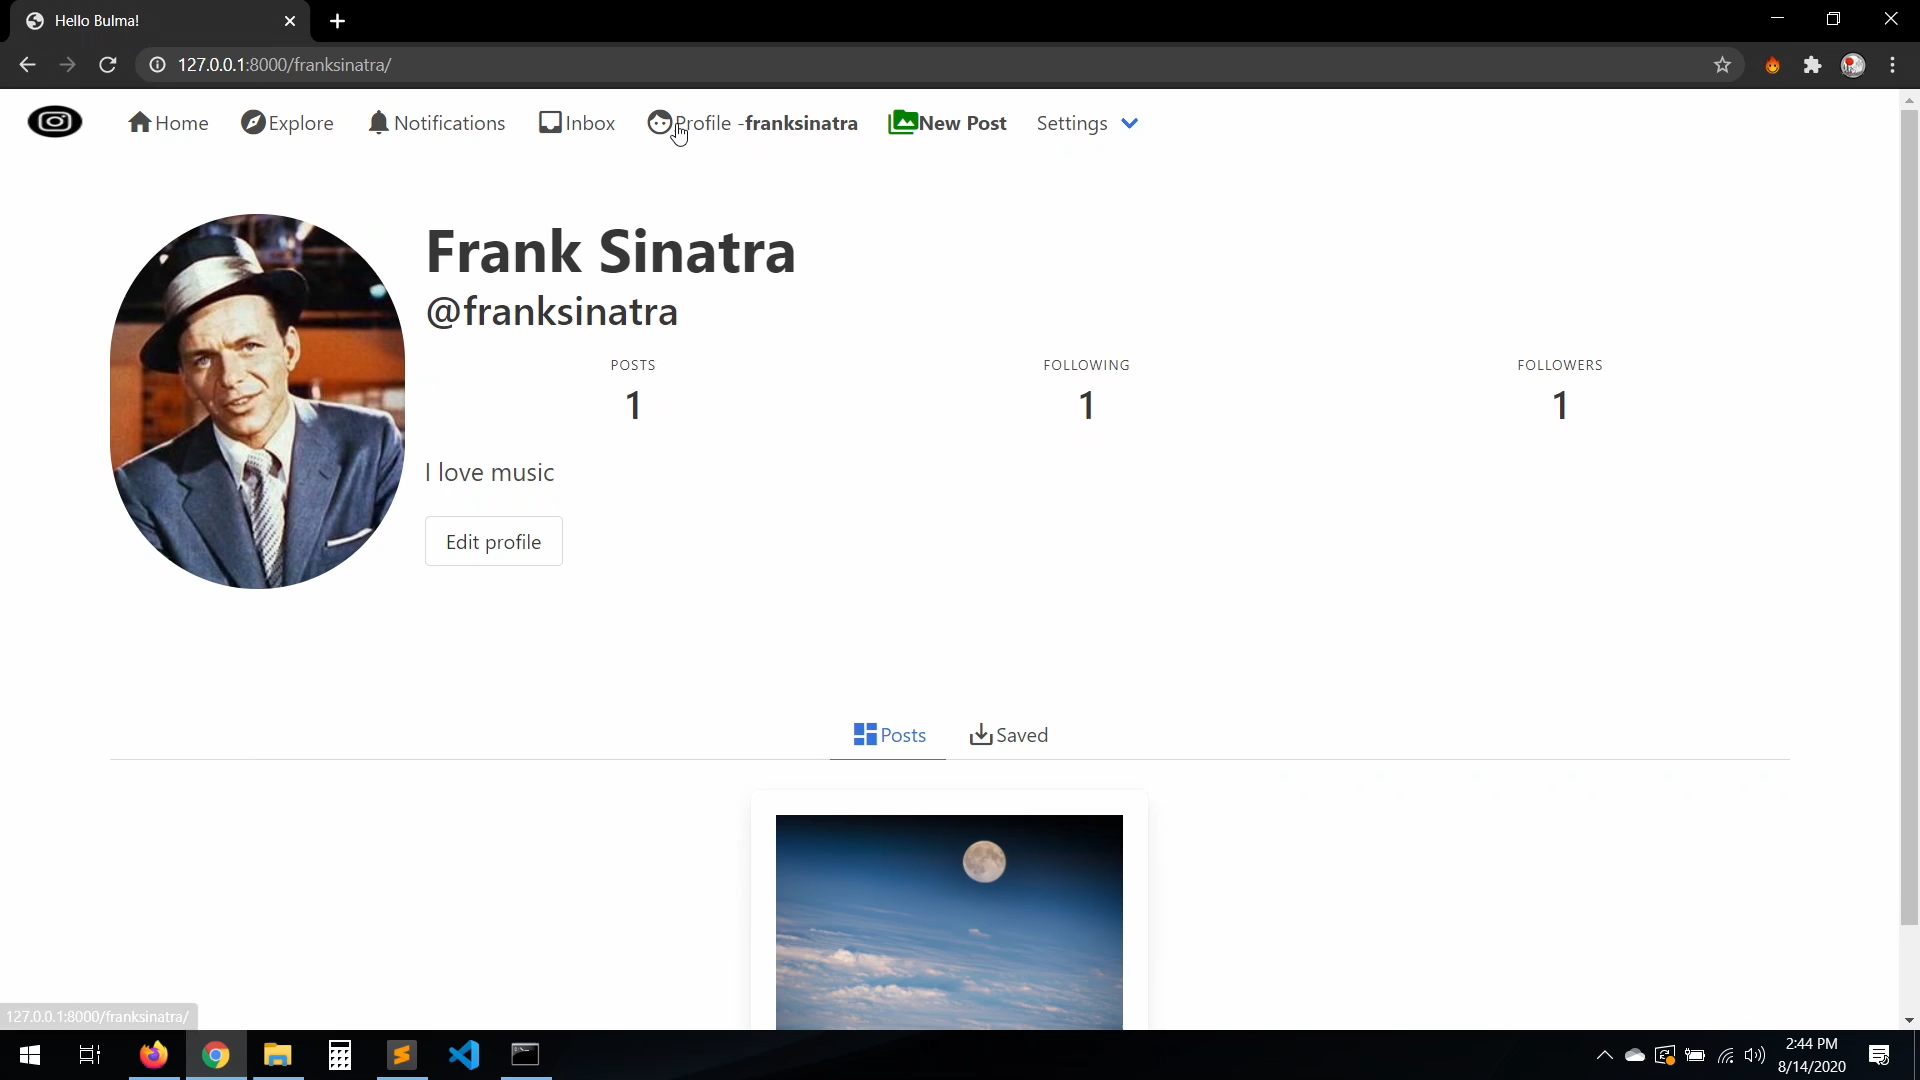 Hello Bulma!
127.0.0.1:8000/franksinatra/
Home Explore Notifications Inbox Profile -franksinatra New Post Settings
Frank Sinatra
@franksinatra
POSTS FOLLOWING FOLLOWERS
1 1 1
I love music
Edit profile
Posts Saved
127.0.0.1:8000/franksinatra/
2:44 PM
8/14/2020